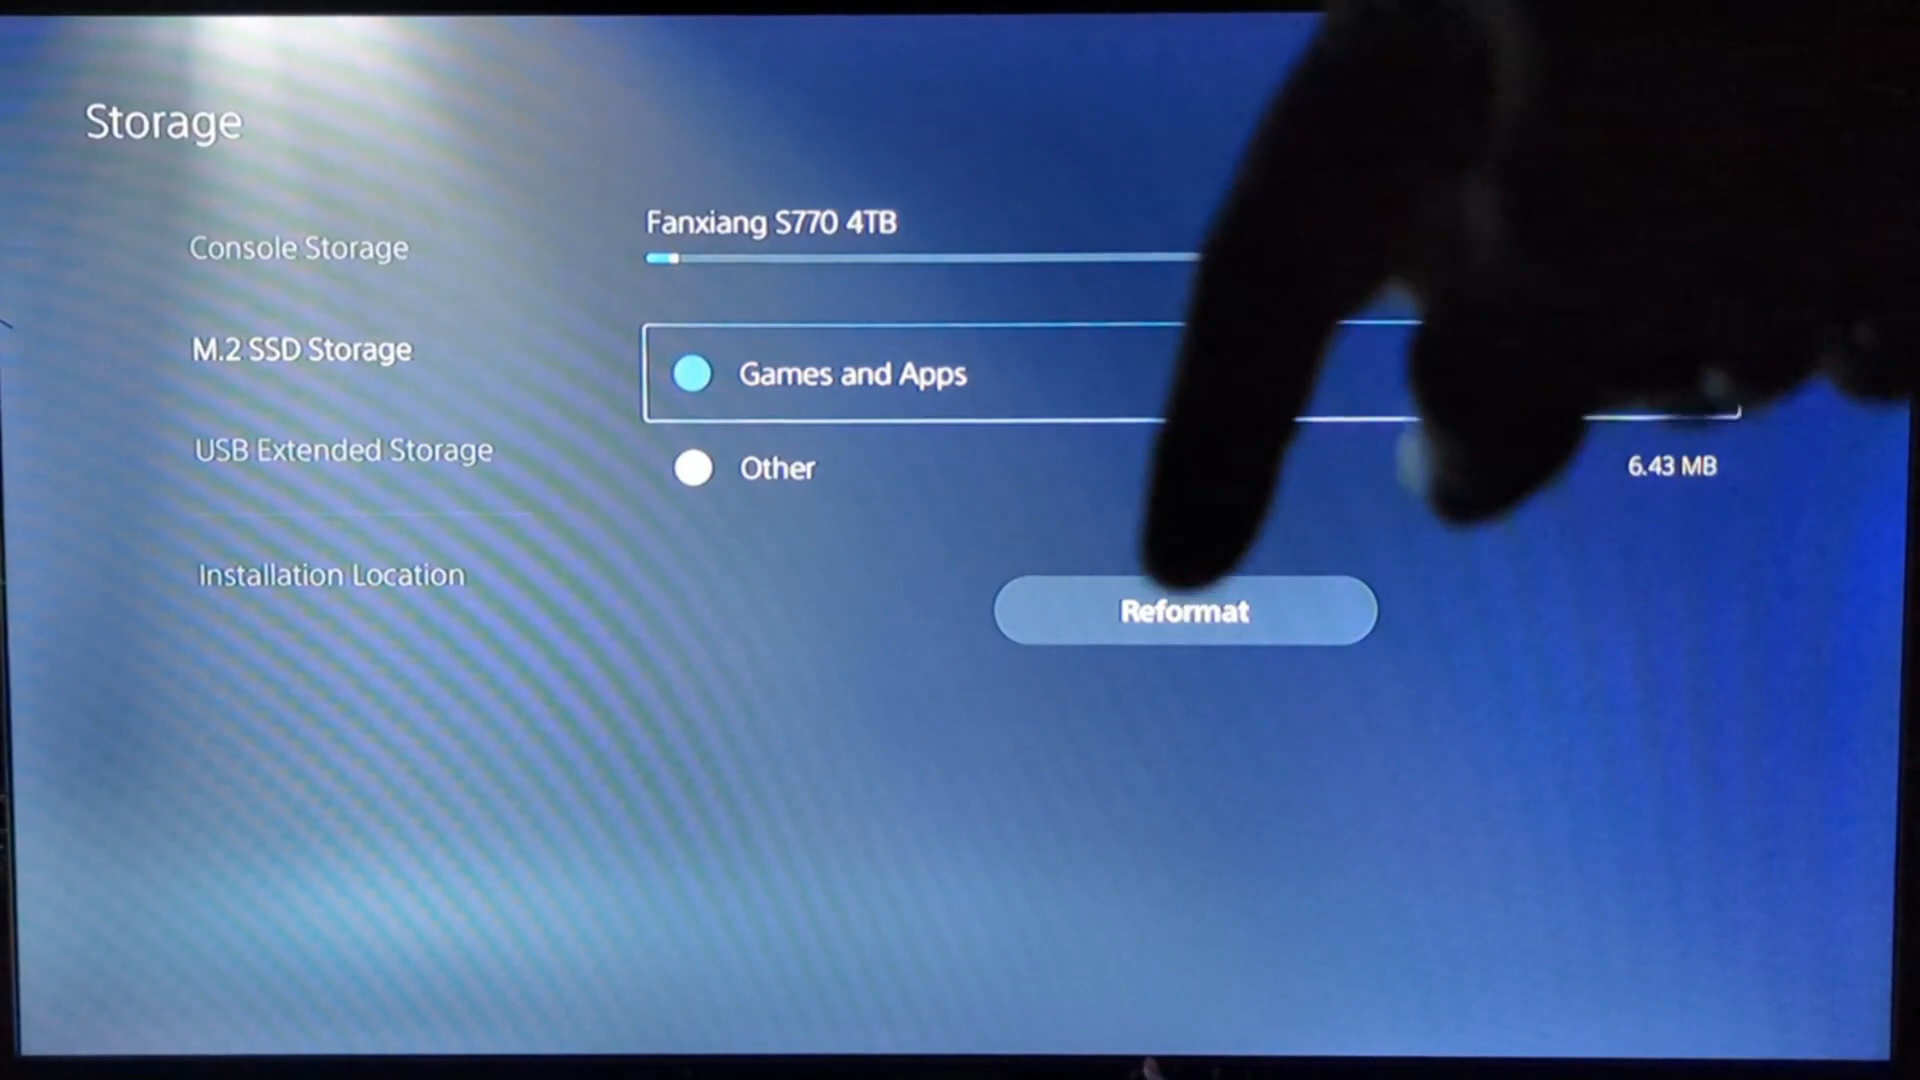 Storage
Fanxiang S770 4TB
Console Storage
M.2 SSD Storage
Games and Apps
USB Extended Storage
Other
6.43 MB
Installation Location
Reformat